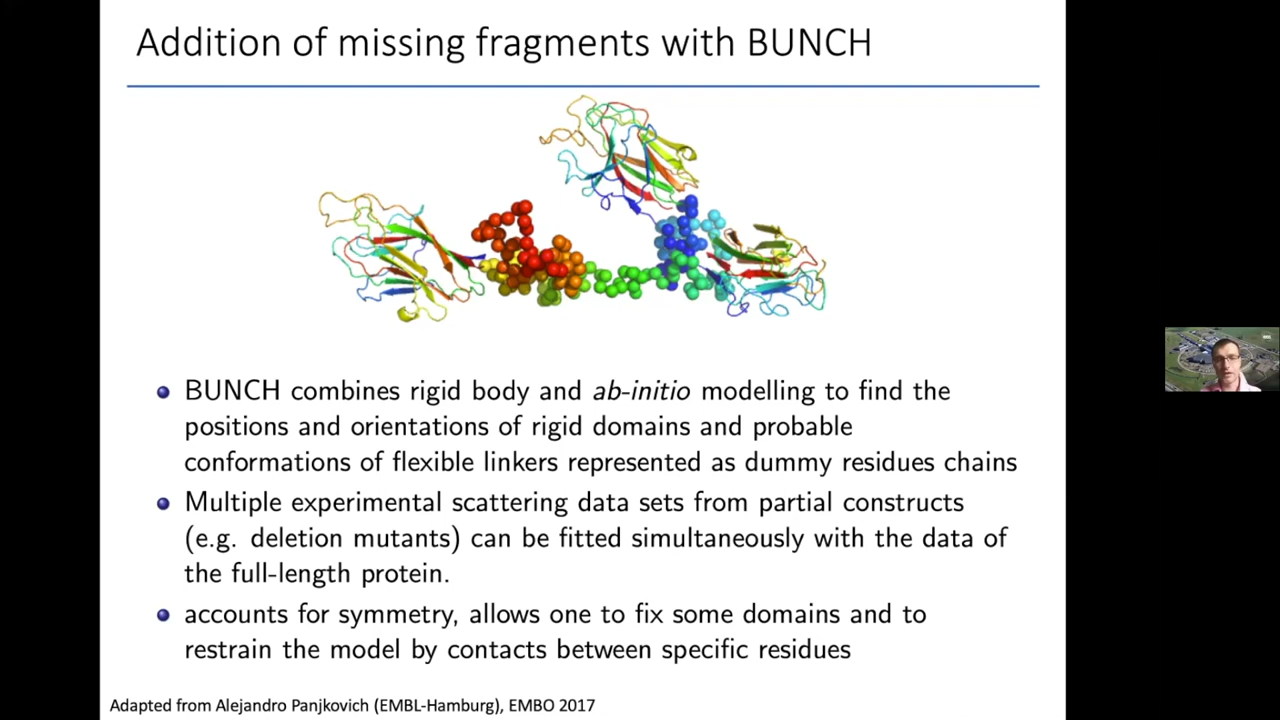 Addition of missing fragments with BUNCH
BUNCH combines rigid body and ab-initio modelling to find the
positions and orientations of rigid domains and probable
conformations of flexible linkers represented as dummy residues chains
Multiple experimental scattering data sets from partial constructs
(e.g. deletion mutants) can be fitted simultaneously with the data of
the full-length protein.
accounts for symmetry, allows one to fix some domains and to
restrain the model by contacts between specific residues
Adapted from Alejandro Panjkovich (EMBL-Hamburg), EMBO 2017